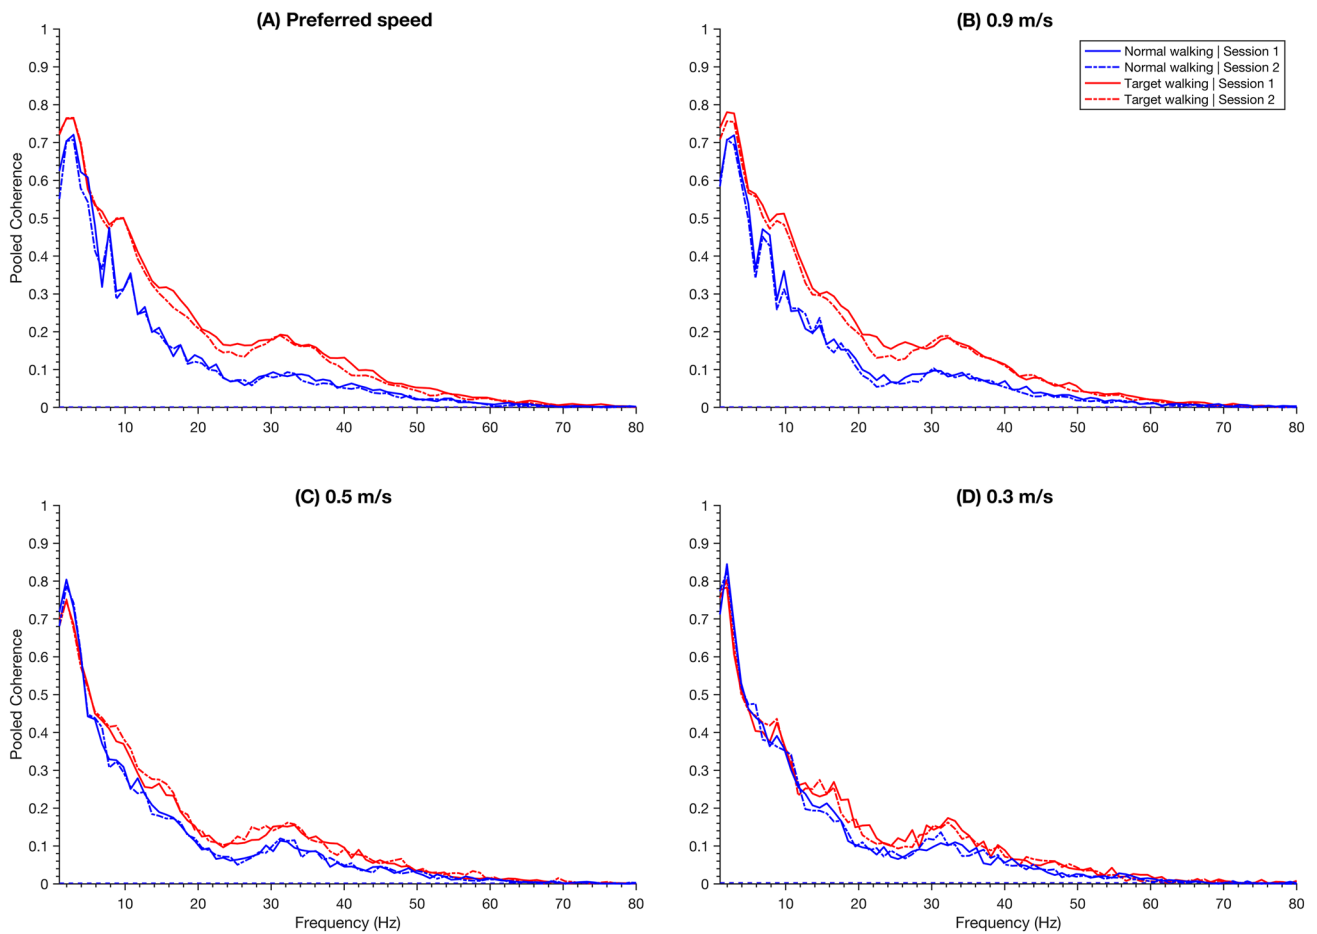 (A) Preferred speed
1
0.9
0.8
0.7
0.6
0.5
0.4
0.3
0.2
0.1
0
Pooled Coherence
10 20 30 40 50 60 70 80
(B) 0.9 m/s
Normal walking | Session 1
Normal walking | Session 2
Target walking | Session 1
Target walking | Session 2
1
0.9
0.8
0.7
0.6
0.5
0.4
0.3
0.2
0.1
0
10 20 30 40 50 60 70 80
(C) 0.5 m/s
1
0.9
0.8
0.7
0.6
0.5
0.4
0.3
0.2
0.1
0
Pooled Coherence
10 20 30 40 50 60 70 80
Frequency (Hz)
(D) 0.3 m/s
1
0.9
0.8
0.7
0.6
0.5
0.4
0.3
0.2
0.1
0
10 20 30 40 50 60 70 80
Frequency (Hz)